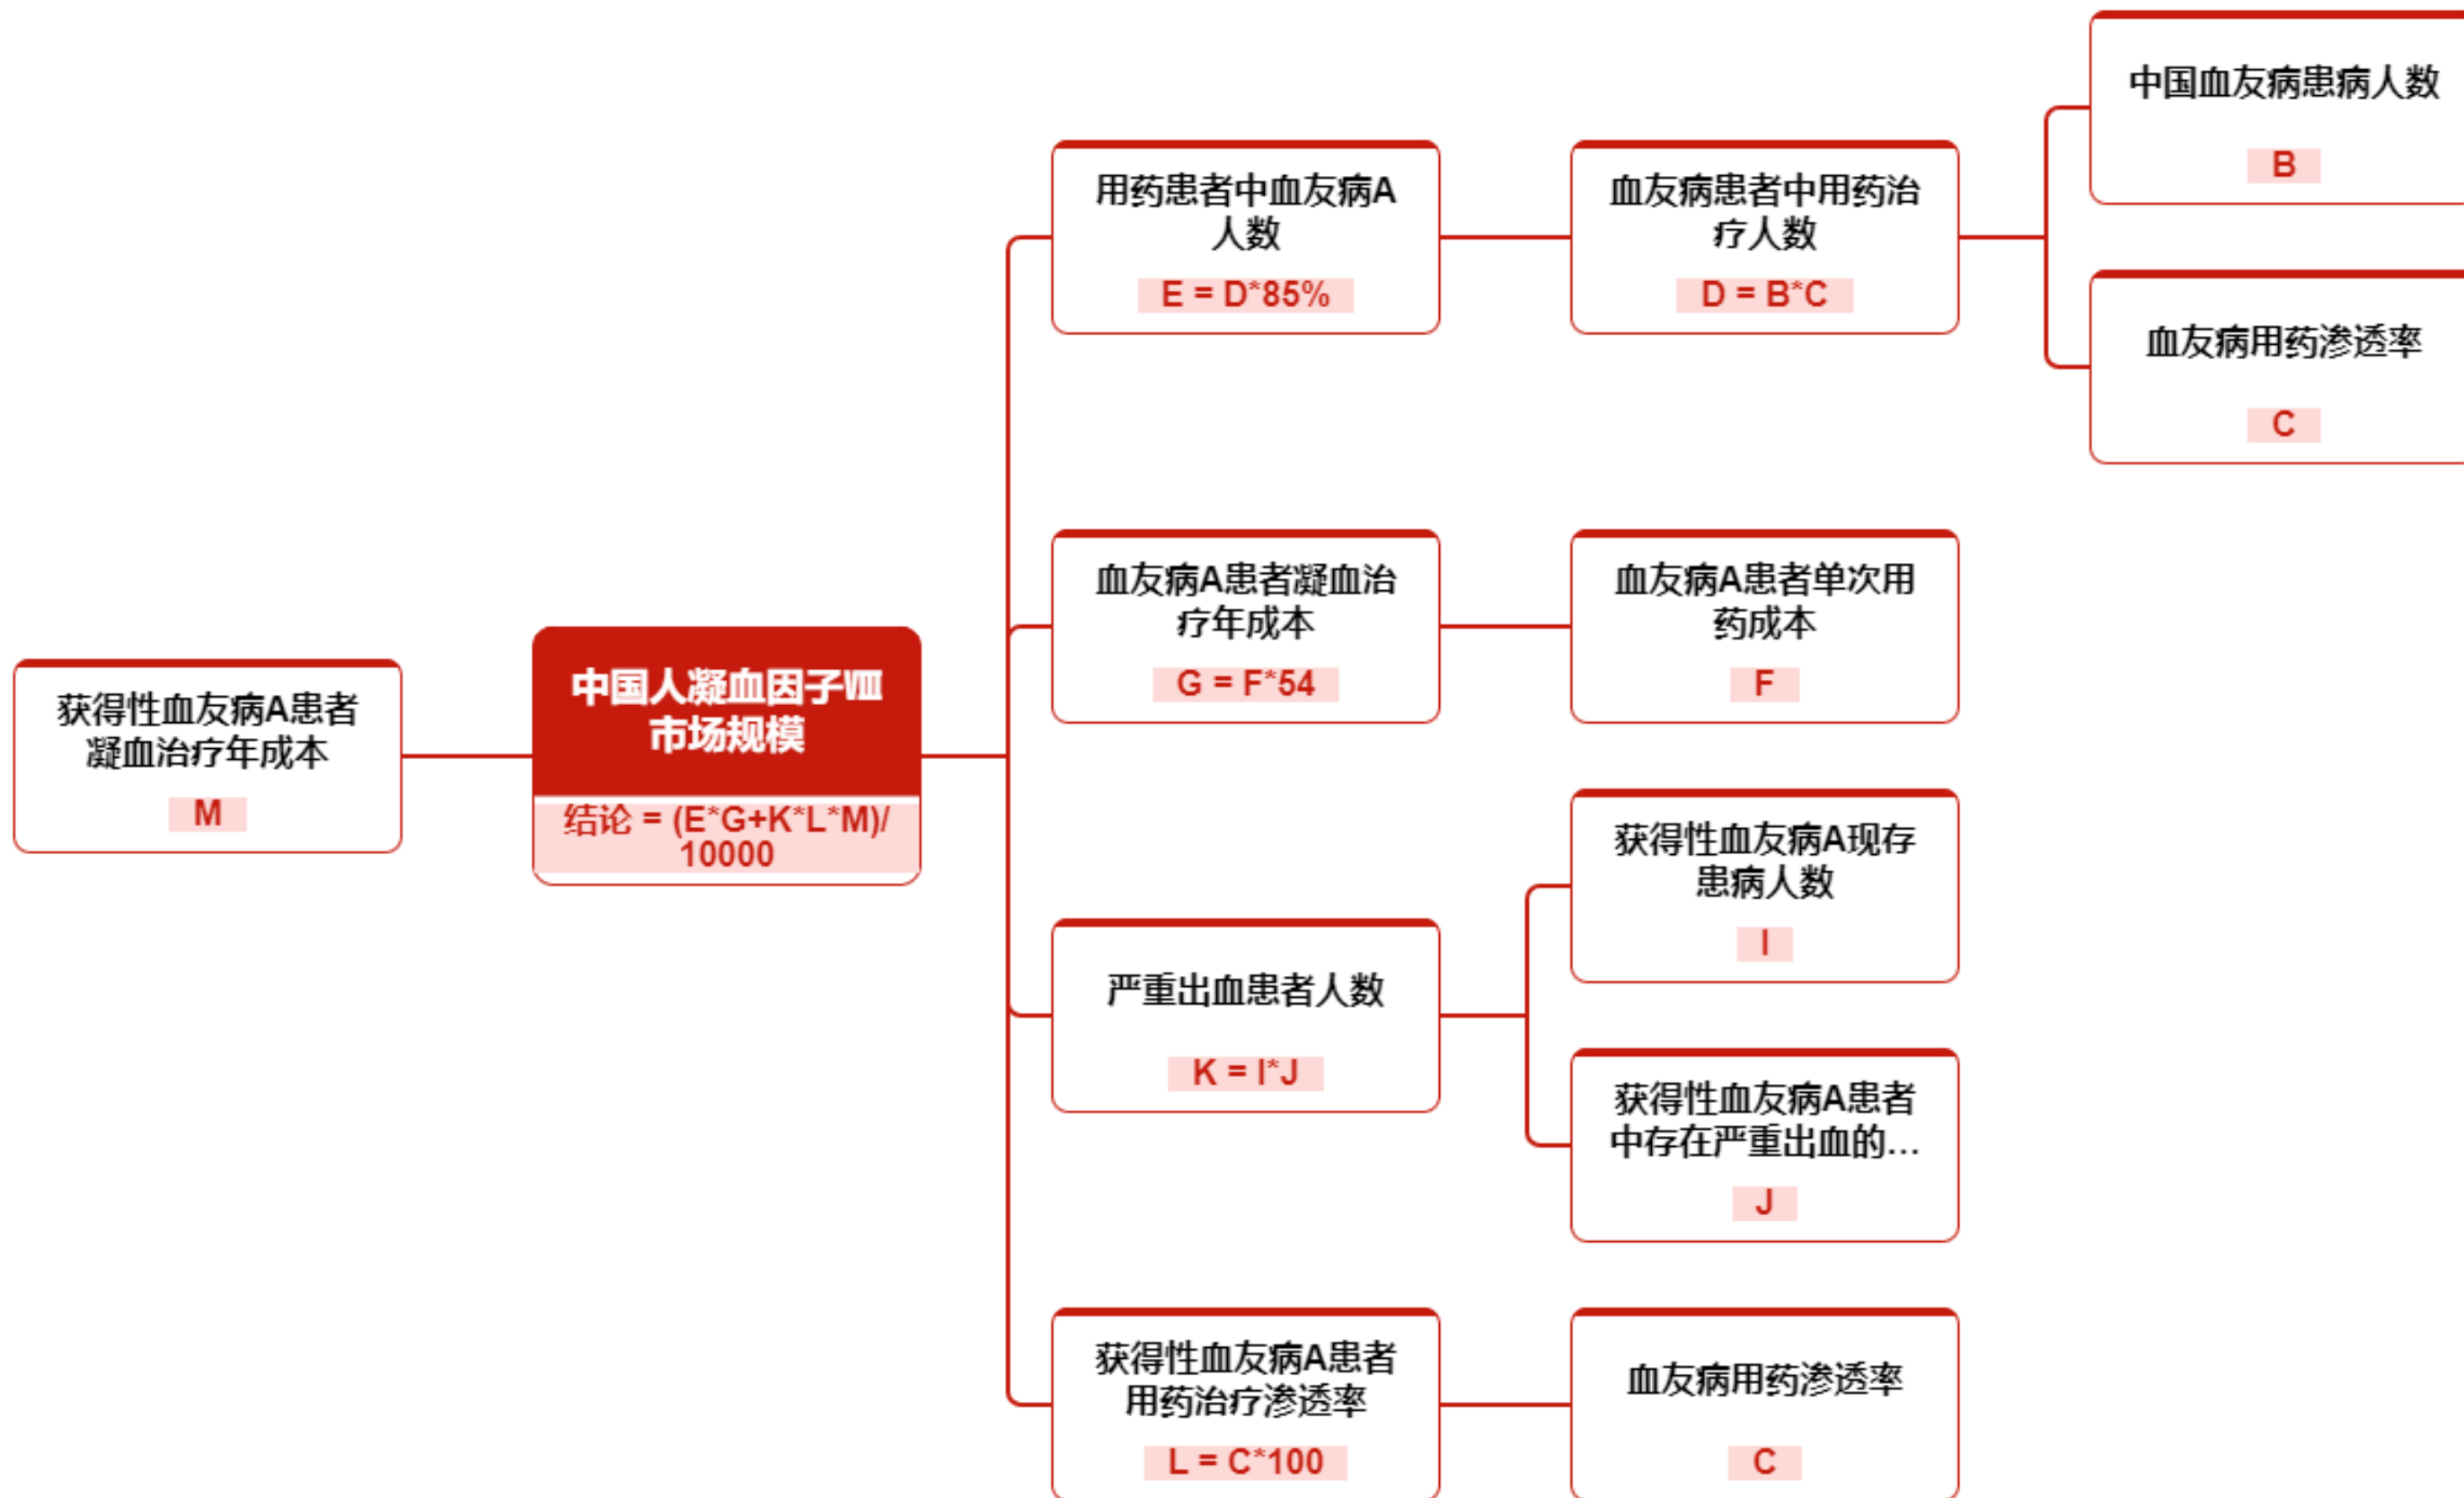 中国血友病患病人数
B
用药患者中血友病A
人数
E = D*85%
血友病患者中用药治
疗人数
D = B*C
血友病用药渗透率
C
血友病A患者凝血治
疗年成本
G = F*54
血友病A患者单次用
药成本
F
获得性血友病A患者
凝血治疗年成本
M
中国人凝血因子Ⅷ
市场规模
结论 = (E*G+K*L*M)/
10000
获得性血友病A现存
患病人数
I
严重出血患者人数
K = I*J
获得性血友病A患者
中存在严重出血的...
J
获得性血友病A患者
用药治疗渗透率
L = C*100
血友病用药渗透率
C